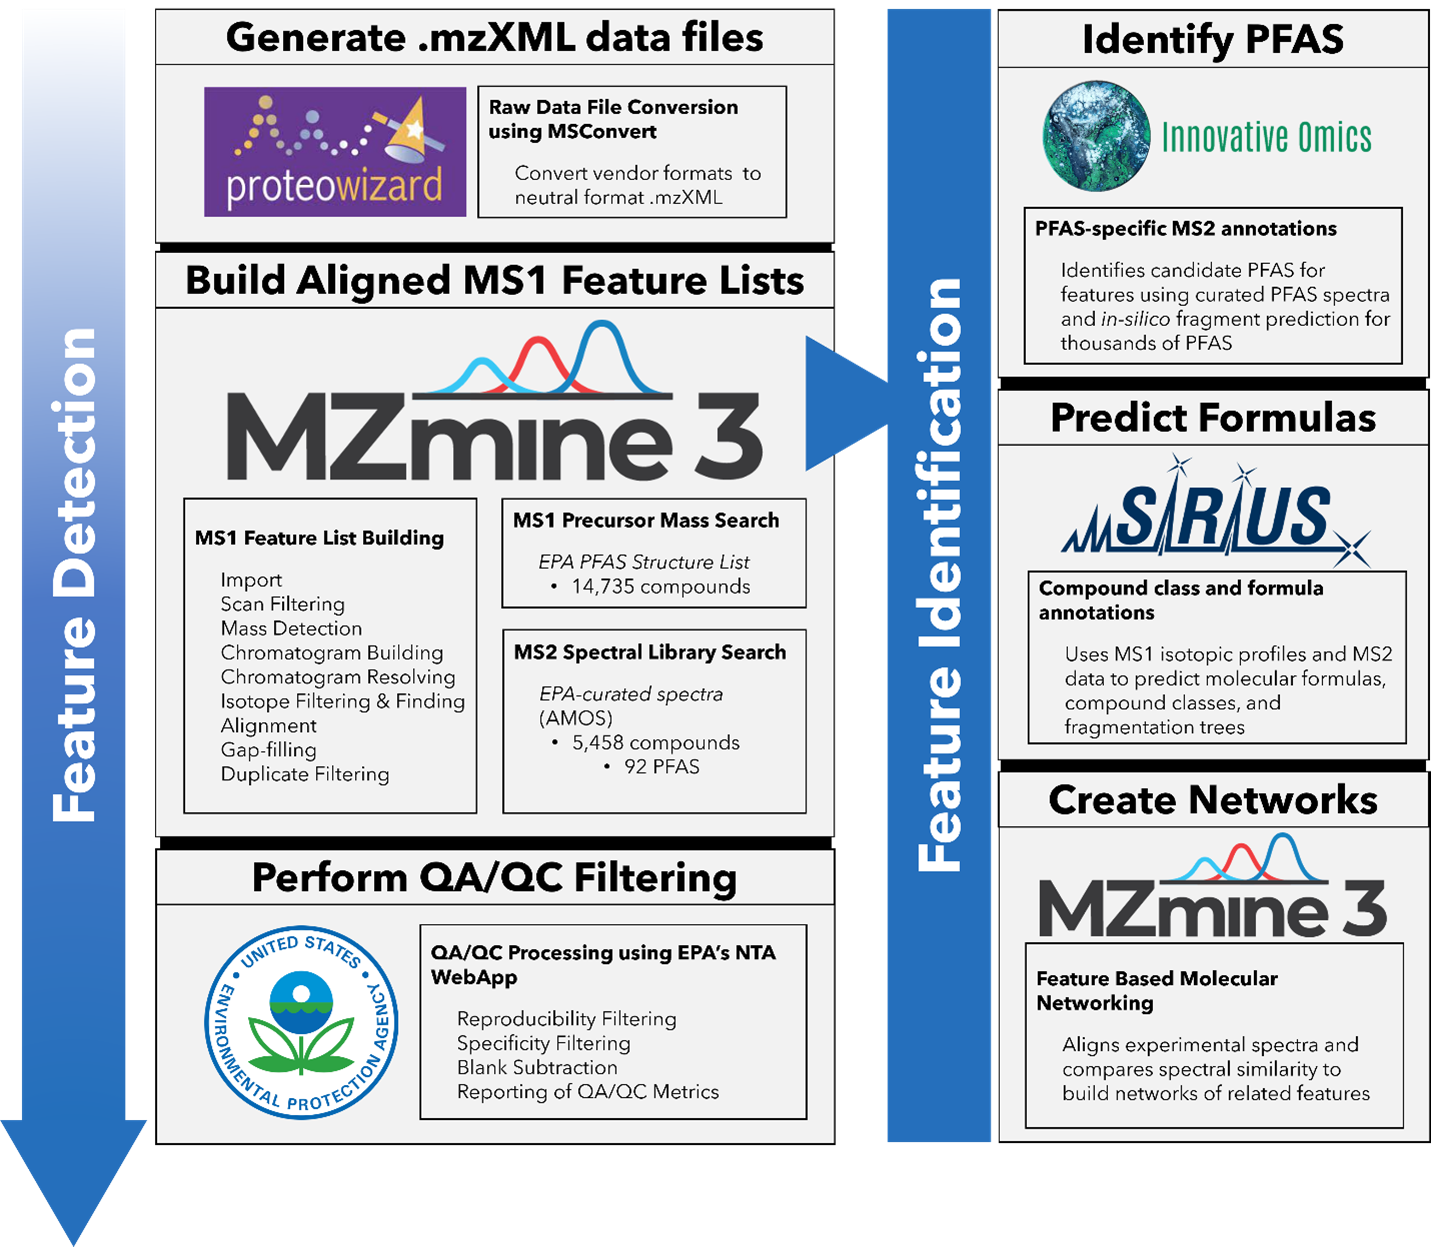 Feature Detection
Generate .mzXML data files
proteowizard
Raw Data File Conversion
using MSConvert
Convert vendor formats to
neutral format .mzXML
Build Aligned MS1 Feature Lists
MZmine 3
MS1 Feature List Building
Import
Scan Filtering
Mass Detection
Chromatogram Building
Chromatogram Resolving
Isotope Filtering & Finding
Alignment
Gap-filling
Duplicate Filtering
MS1 Precursor Mass Search
EPA PFAS Structure List
• 14,735 compounds
MS2 Spectral Library Search
EPA-curated spectra
(AMOS)
• 5,458 compounds
• 92 PFAS
Perform QA/QC Filtering
UNITED STATES
ENVIRONMENTAL PROTECTION AGENCY
QA/QC Processing using EPA's NTA
WebApp
Reproducibility Filtering
Specificity Filtering
Blank Subtraction
Reporting of QA/QC Metrics
Feature Identification
Identify PFAS
Innovative Omics
PFAS-specific MS2 annotations
Identifies candidate PFAS for
features using curated PFAS spectra
and in-silico fragment prediction for
thousands of PFAS
Predict Formulas
SIRIUS
Compound class and formula
annotations
Uses MS1 isotopic profiles and MS2
data to predict molecular formulas,
compound classes, and
fragmentation trees
Create Networks
MZmine 3
Feature Based Molecular
Networking
Aligns experimental spectra and
compares spectral similarity to
build networks of related features